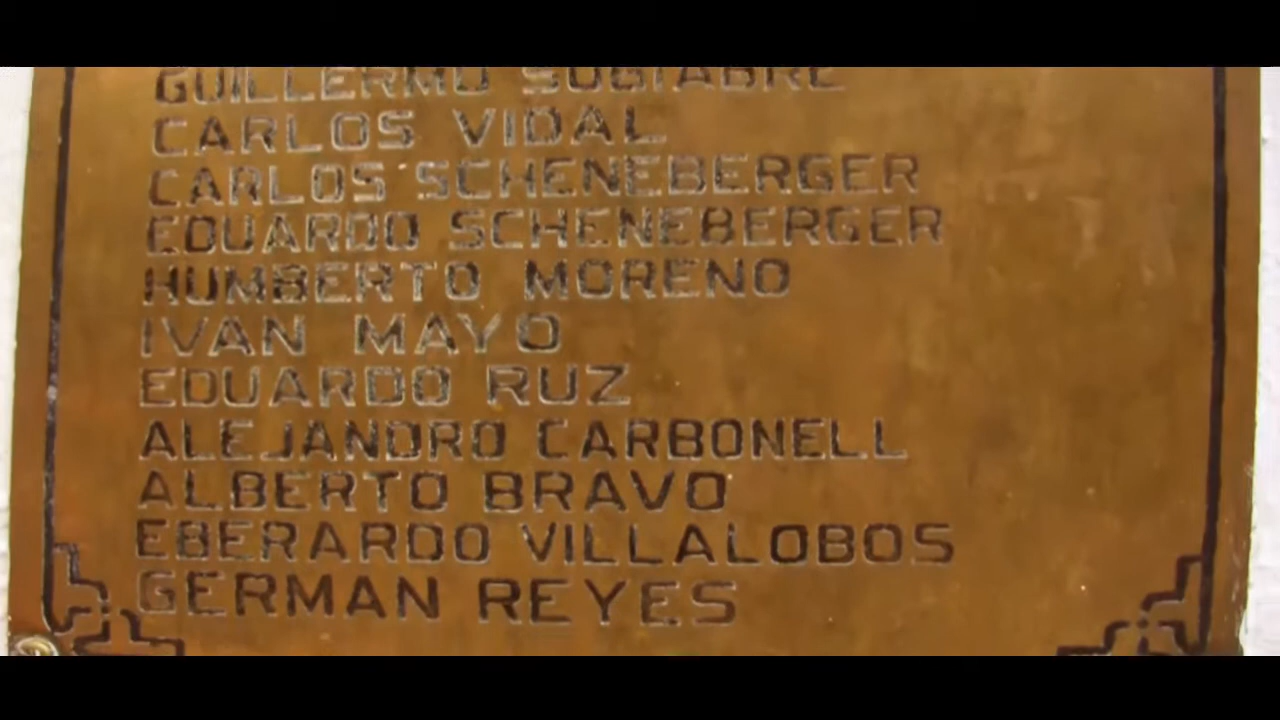 GUILLERMO
CARLOS VIDAL
CARLOS SCHENEBERGER
EDUARDO SCHENEBERGER
HUMBERTO MORENO
IVAN MAYO
EDUARDO RUZ
ALEJANDRO CARBONELL
ALBERTO BRAVO
EBERARDO VILLALOBOS
GERMAN REYES